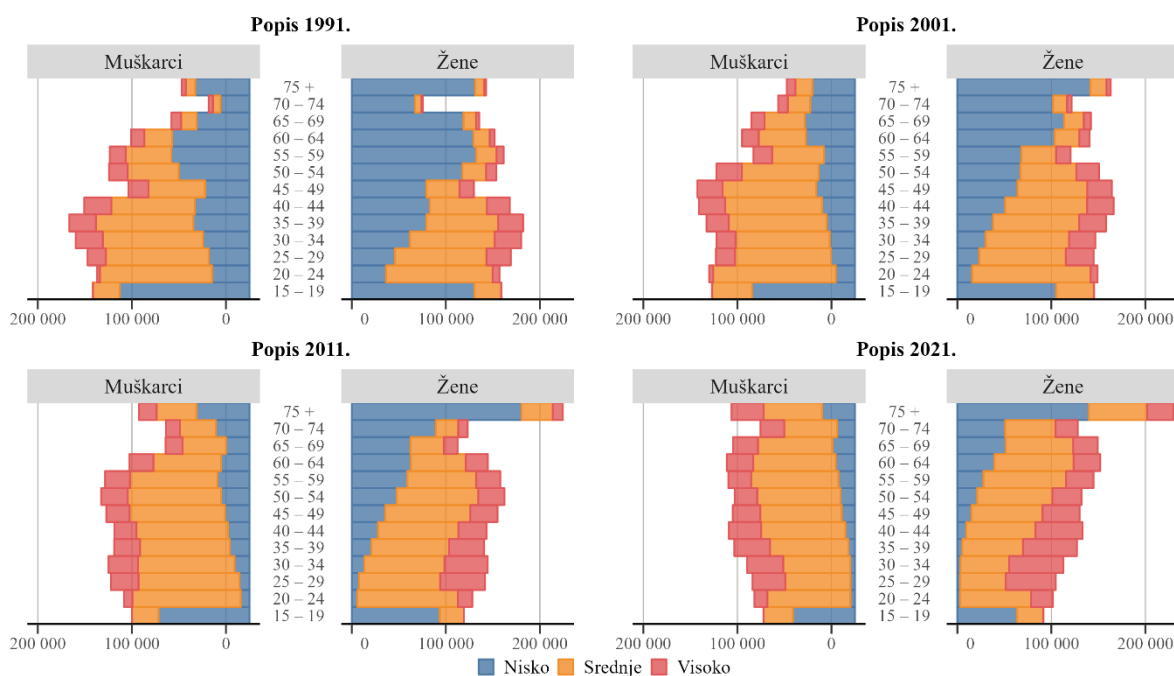 Popis 1991.
Muškarci Žene
75 +
70 – 74
65 – 69
60 – 64
55 – 59
50 – 54
45 – 49
40 – 44
35 – 39
30 – 34
25 – 29
20 – 24
15 – 19
200 000 100 000 0 0 100 000 200 000
Popis 2001.
Muškarci Žene
75 +
70 – 74
65 – 69
60 – 64
55 – 59
50 – 54
45 – 49
40 – 44
35 – 39
30 – 34
25 – 29
20 – 24
15 – 19
200 000 100 000 0 0 100 000 200 000
Popis 2011.
Muškarci Žene
75 +
70 – 74
65 – 69
60 – 64
55 – 59
50 – 54
45 – 49
40 – 44
35 – 39
30 – 34
25 – 29
20 – 24
15 – 19
200 000 100 000 0 0 100 000 200 000
Popis 2021.
Muškarci Žene
75 +
70 – 74
65 – 69
60 – 64
55 – 59
50 – 54
45 – 49
40 – 44
35 – 39
30 – 34
25 – 29
20 – 24
15 – 19
200 000 100 000 0 0 100 000 200 000
Nisko Srednje Visoko